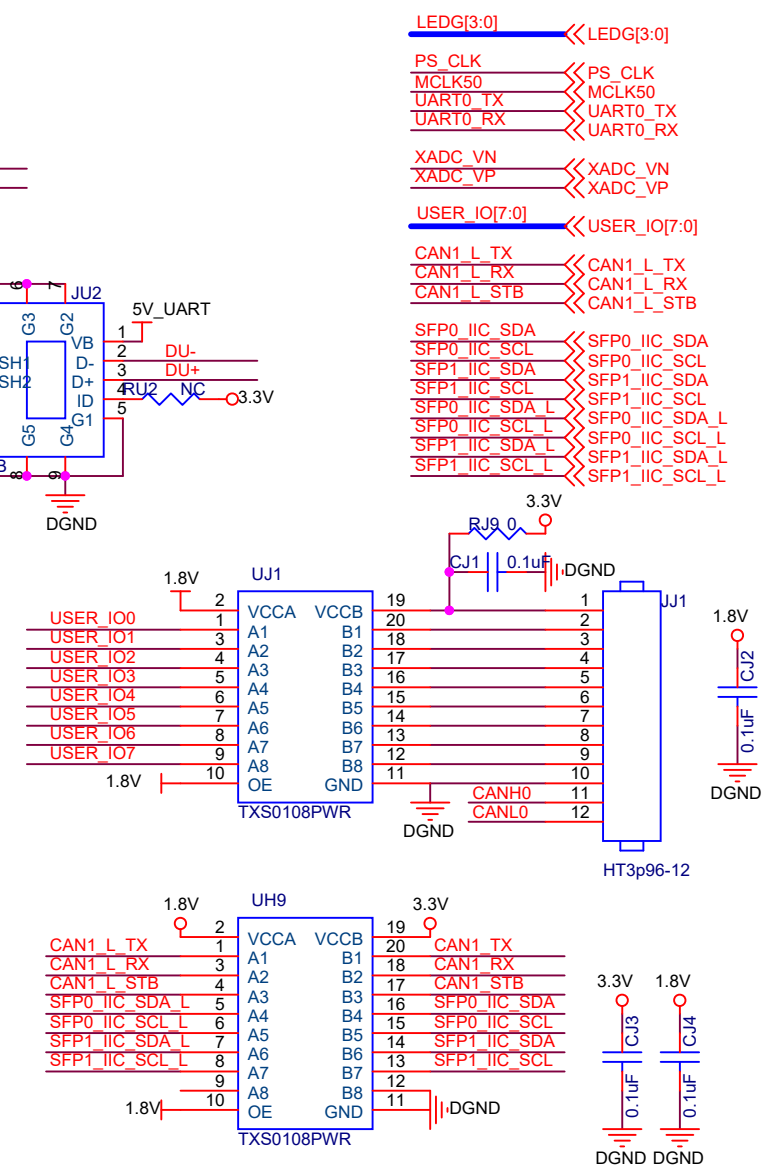 LEDG[3:0] LEDG[3:0]
PS_CLK PS_CLK
MCLK50 MCLK50
UART0_TX UART0_TX
UART0_RX UART0_RX
XADC_VN XADC_VN
XADC_VP XADC_VP
USER_IO[7:0] USER_IO[7:0]
CAN1_L_TX CAN1_L_TX
CAN1_L_RX CAN1_L_RX
CAN1_L_STB CAN1_L_STB
SFP0_IIC_SDA SFP0_IIC_SDA
SFP0_IIC_SCL SFP0_IIC_SCL
SFP1_IIC_SDA SFP1_IIC_SDA
SFP1_IIC_SCL SFP1_IIC_SCL
SFP0_IIC_SDA_L SFP0_IIC_SDA_L
SFP0_IIC_SCL_L SFP0_IIC_SCL_L
SFP1_IIC_SDA_L SFP1_IIC_SDA_L
SFP1_IIC_SCL_L SFP1_IIC_SCL_L
6 7 JU2
5V_UART
G3 G2 VB 1
SH1 D- 2 DU-
SH2 D+ 3 DU+
ID 4 RU2 NC 3.3V
G1 5
G5 G4
B 8 9
DGND
3.3V
RJ9 0
CJ1 0.1uF DGND
1.8V UJ1
2 VCCA VCCB 19 1 JJ1
USER_IO0 1 A1 B1 20 2
USER_IO1 3 A2 B2 18 3
USER_IO2 4 A3 B3 17 4
USER_IO3 5 A4 B4 16 5
USER_IO4 6 A5 B5 15 6
USER_IO5 7 A6 B6 14 7
USER_IO6 8 A7 B7 13 8
USER_IO7 9 A8 B8 12 9
1.8V 10 OE GND 11 10
CANH0 11
CANL0 12
TXS0108PWR DGND
HT3p96-12
1.8V
CJ2
0.1uF
DGND
1.8V UH9 3.3V
2 VCCA VCCB 19
CAN1_L_TX 1 A1 B1 20 CAN1_TX
CAN1_L_RX 3 A2 B2 18 CAN1_RX
CAN1_L_STB 4 A3 B3 17 CAN1_STB
SFP0_IIC_SDA_L 5 A4 B4 16 SFP0_IIC_SDA
SFP0_IIC_SCL_L 6 A5 B5 15 SFP0_IIC_SCL
SFP1_IIC_SDA_L 7 A6 B6 14 SFP1_IIC_SDA
SFP1_IIC_SCL_L 8 A7 B7 13 SFP1_IIC_SCL
9 A8 B8 12
1.8V 10 OE GND 11 DGND
TXS0108PWR
3.3V 1.8V
CJ3 CJ4
0.1uF 0.1uF
DGND DGND